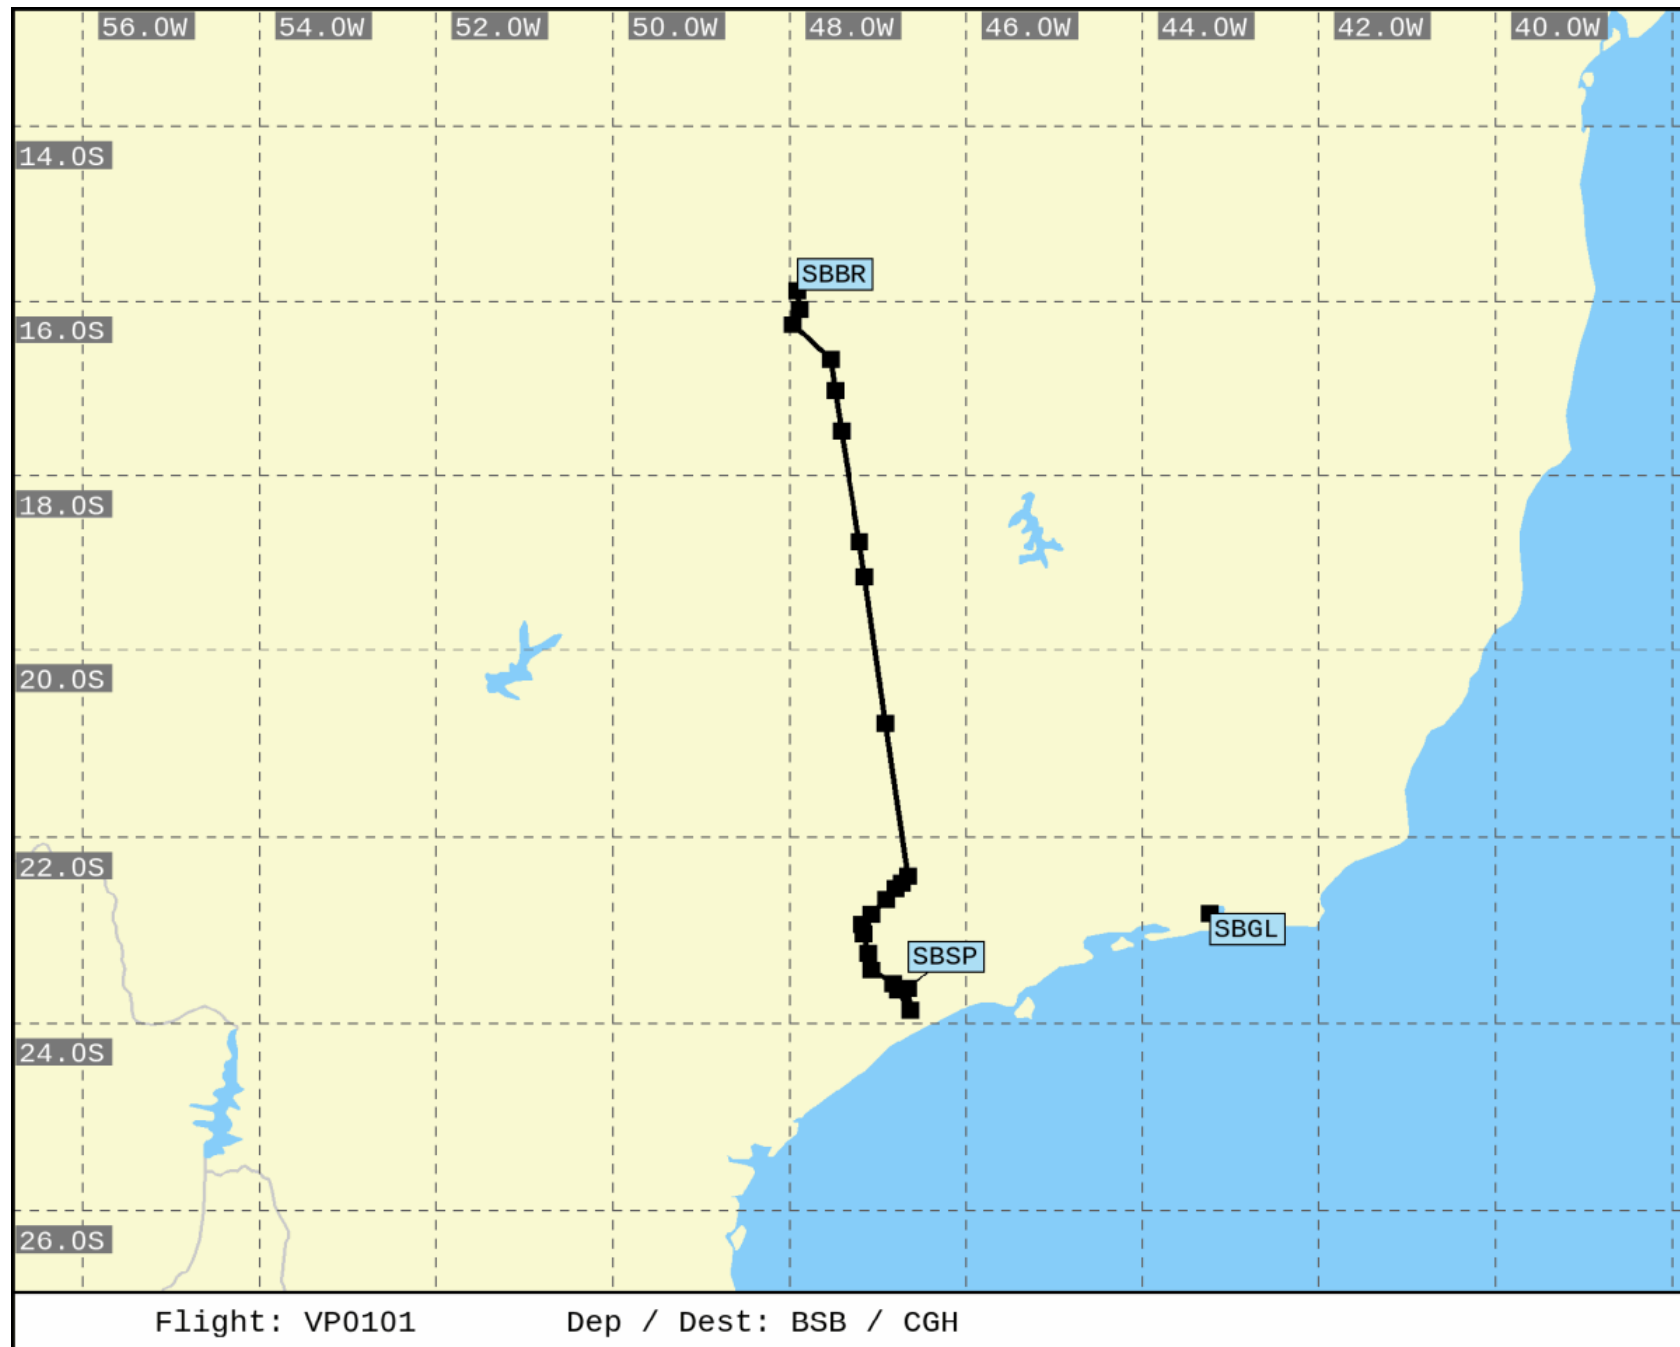 56.0W 54.0W 52.0W 50.0W 48.0W 46.0W 44.0W 42.0W 40.0W
14.0S
SBBR
16.0S
18.0S
20.0S
22.0S
SBGL
SBSP
24.0S
26.0S
Flight: VP0101 Dep / Dest: BSB / CGH